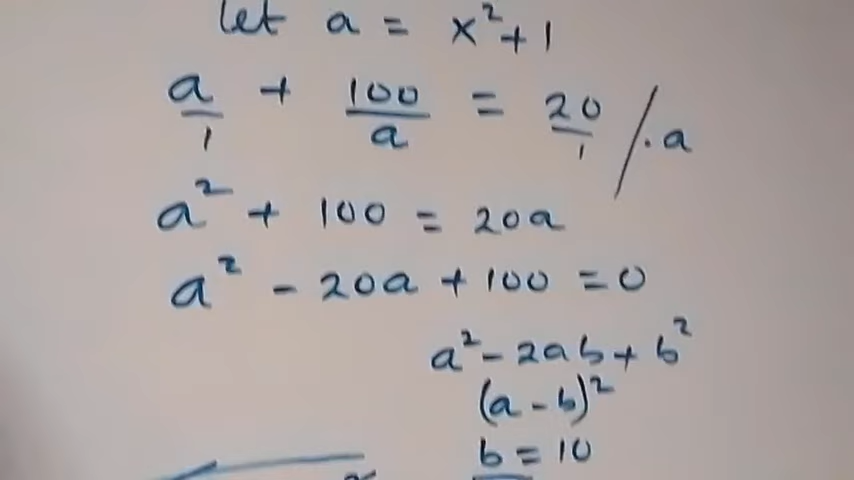 let a = x² + 1
a/1 + 100/a = 20/1 / . a
a² + 100 = 20a
a² - 20a + 100 = 0
a² - 2ab + b²
(a - b)²
b = 10